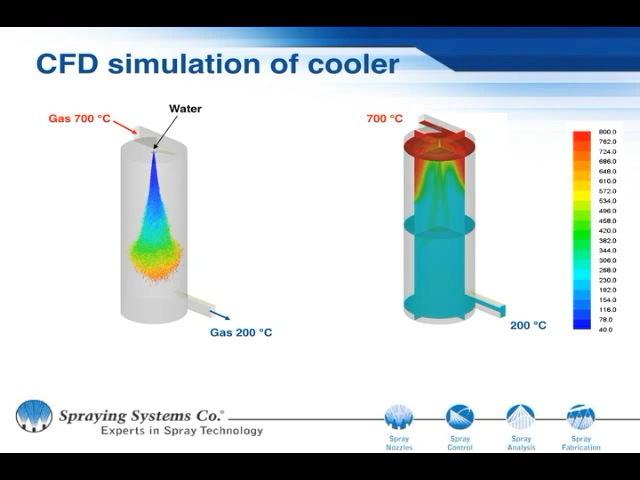 CFD simulation of cooler
Water
Gas 700 °C
Gas 200 °C
700 °C
200 °C
800.0
762.0
724.0
686.0
648.0
610.0
572.0
534.0
496.0
458.0
420.0
382.0
344.0
306.0
268.0
230.0
192.0
154.0
116.0
78.0
40.0
Spraying Systems Co.®
Experts in Spray Technology
Spray
Nozzles
Spray
Control
Spray
Analysis
Spray
Fabrication